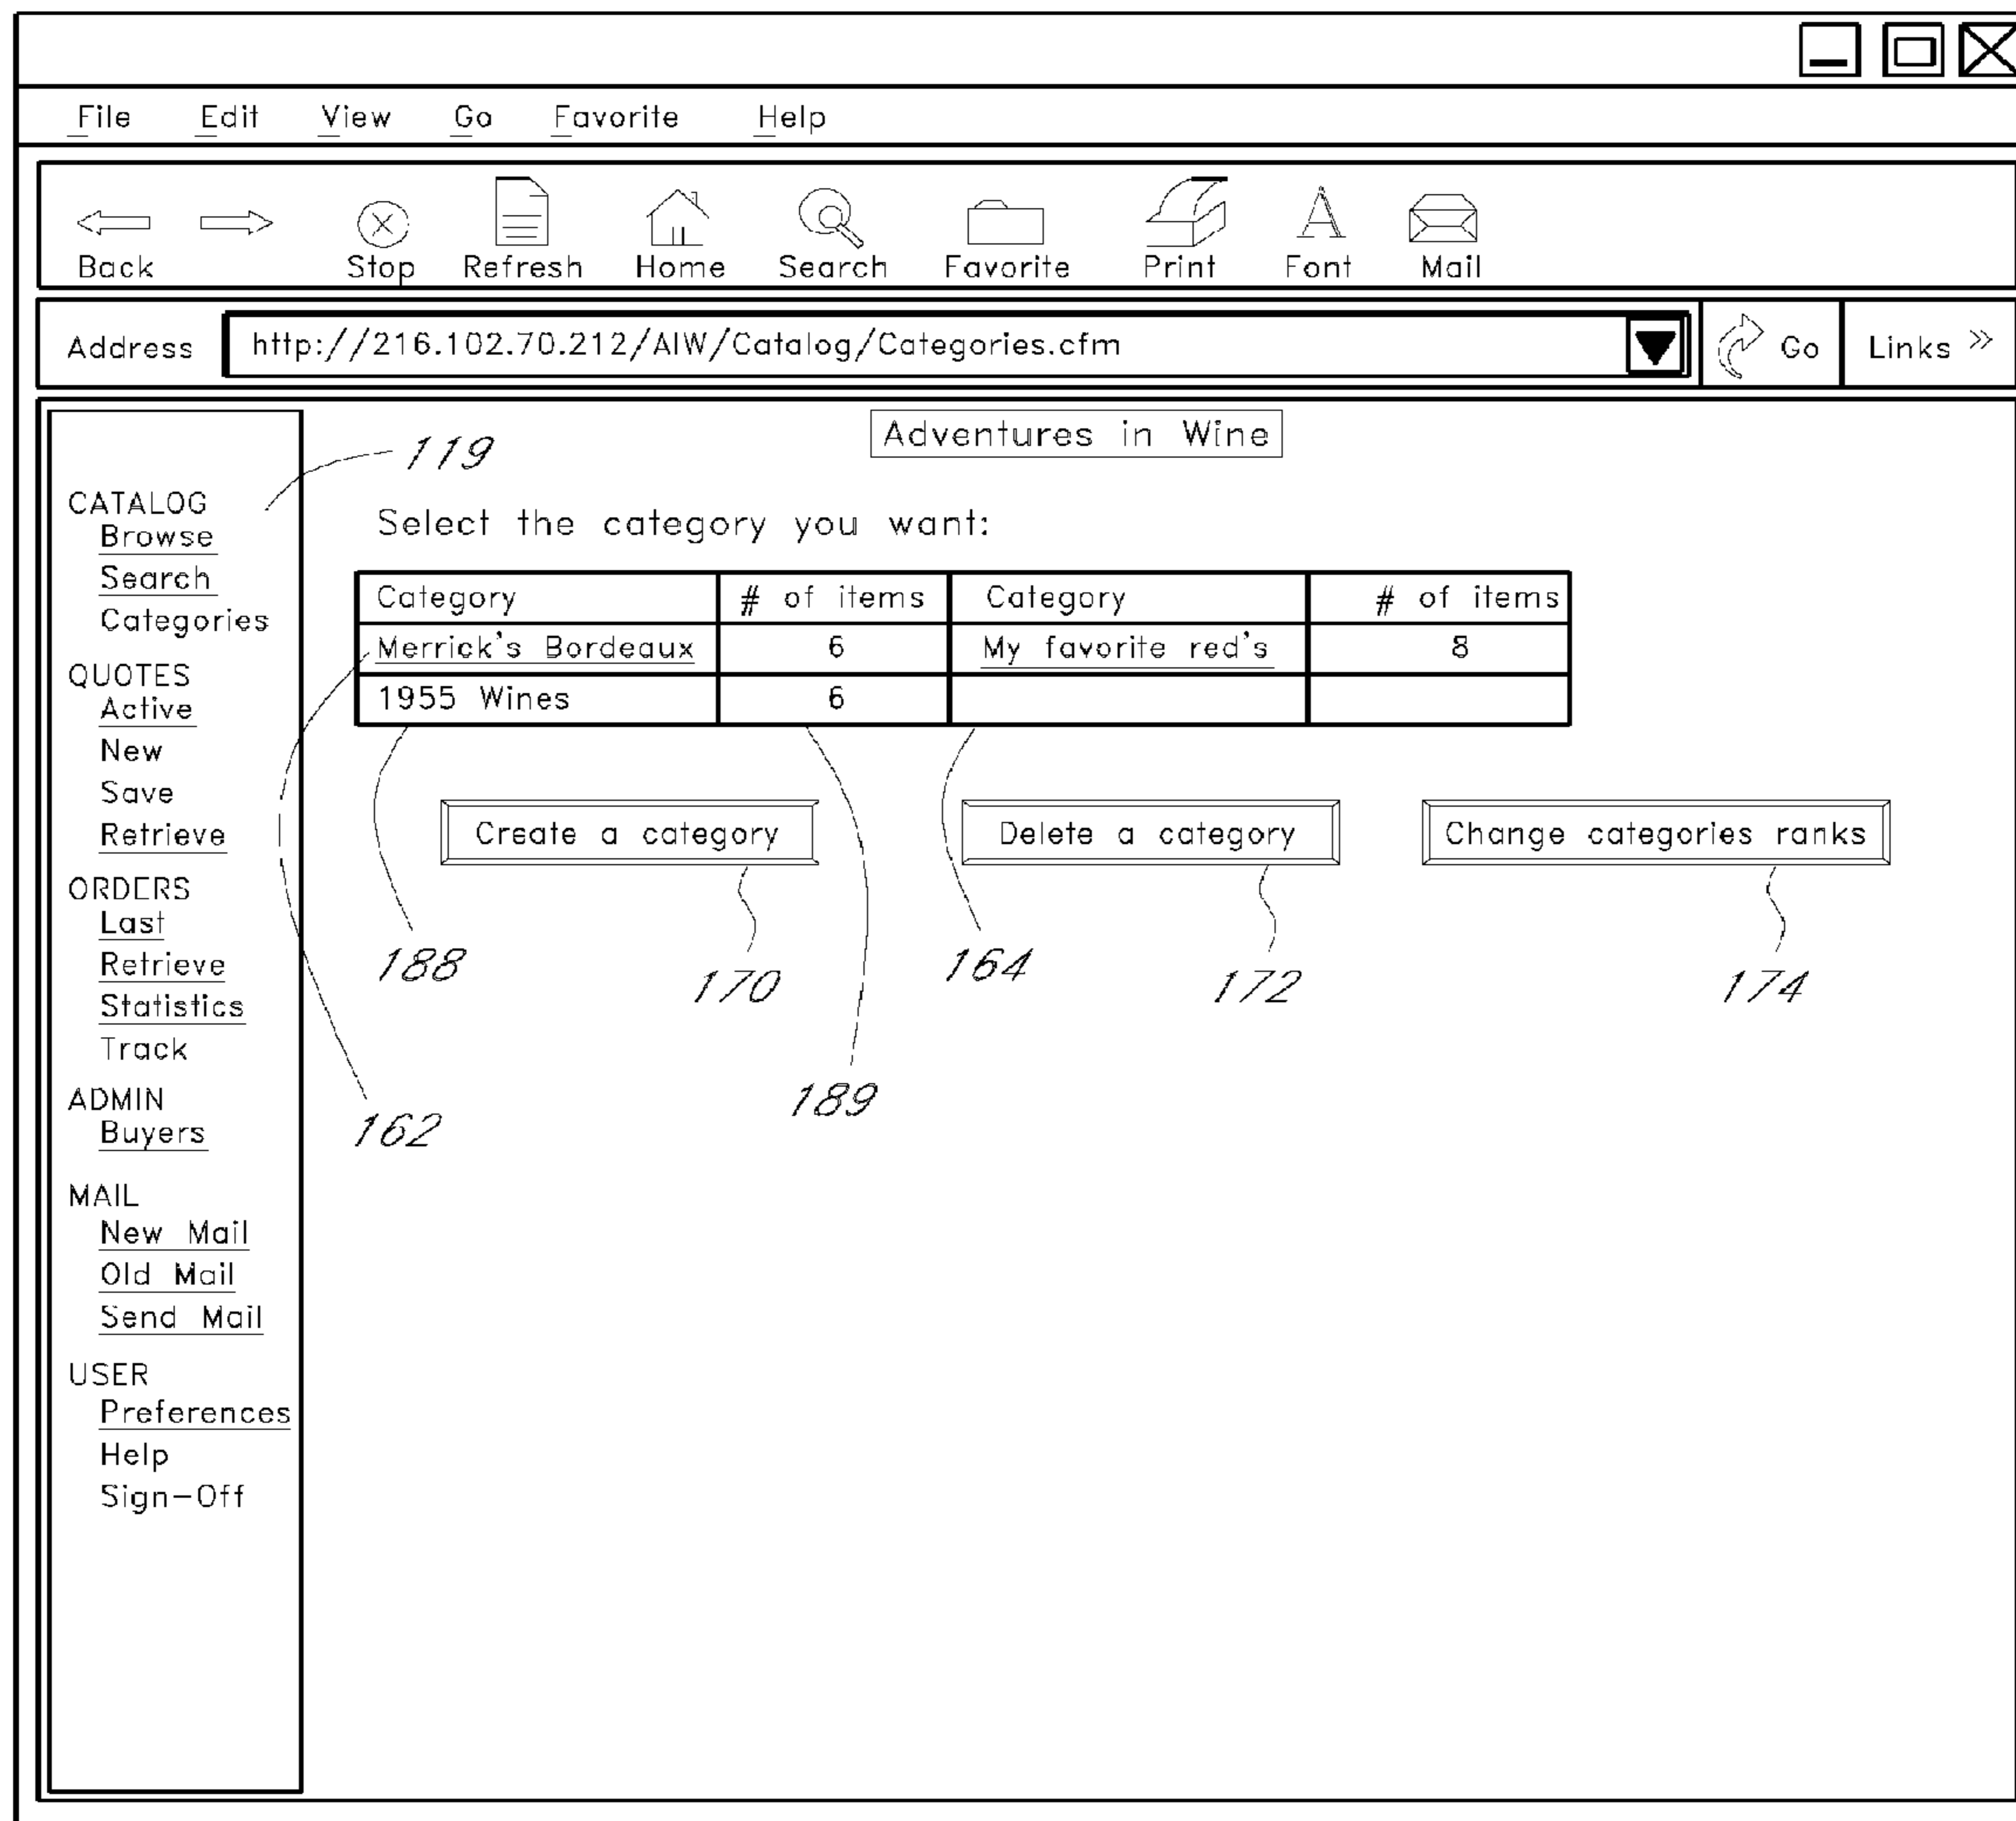 File Edit View Go Favorite Help
Back Stop Refresh Home Search Favorite Print Font Mail
Address http://216.102.70.212/AIW/Catalog/Categories.cfm Go Links »
Adventures in Wine
119
CATALOG
Browse
Search
Categories
QUOTES
Active
New
Save
Retrieve
ORDERS
Last
Retrieve
Statistics
Track
ADMIN
Buyers
MAIL
New Mail
Old Mail
Send Mail
USER
Preferences
Help
Sign-Off
Select the category you want:
Category # of items Category # of items
Merrick's Bordeaux 6 My favorite red's 8
1955 Wines 6
Create a category Delete a category Change categories ranks
188 170 164 172 174
162 189